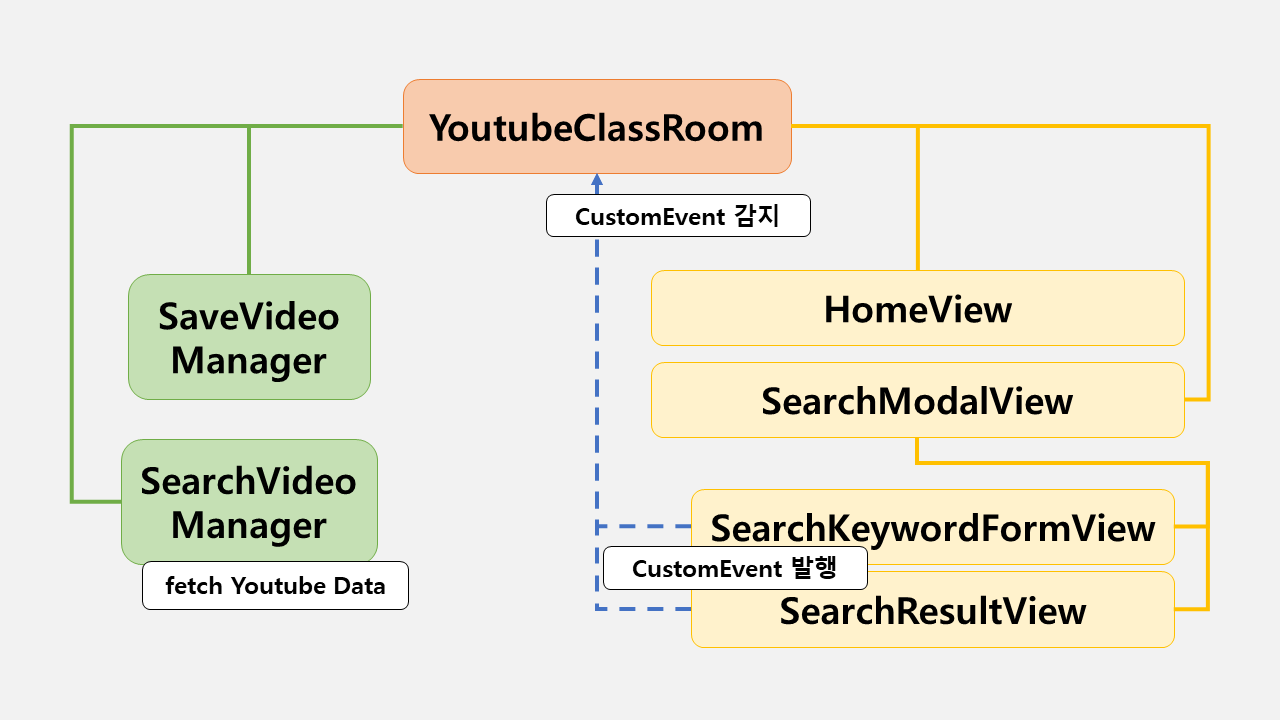 YoutubeClassRoom
CustomEvent 감지
SaveVideo
Manager
SearchVideo
Manager
fetch Youtube Data
HomeView
SearchModalView
SearchKeywordFormView
CustomEvent 발행
SearchResultView